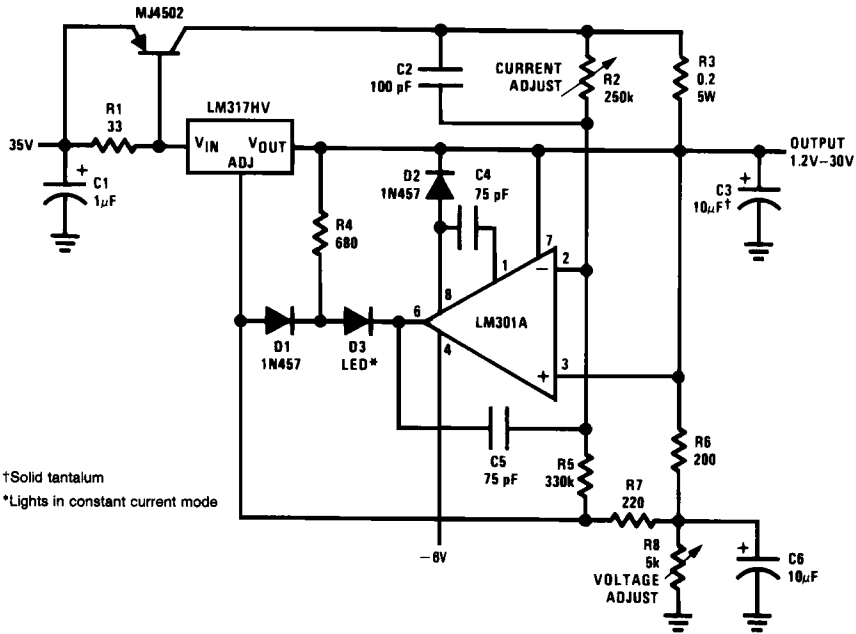 MJ4502
C2
100 pF
CURRENT
ADJUST
R2
250k
R3
0.2
5W
R1
33
LM317HV
35V
VIN
VOUT
ADJ
OUTPUT
1.2V–30V
C1
1μF
+
D2
1N457
C4
75 pF
+
C3
10μF†
R4
680
7
1
2
–
8
6
LM301A
D1
1N457
D3
LED*
4
+
3
C5
75 pF
R5
330k
R6
200
†Solid tantalum
*Lights in constant current mode
R7
220
–6V
R8
5k
VOLTAGE
ADJUST
+
C6
10μF